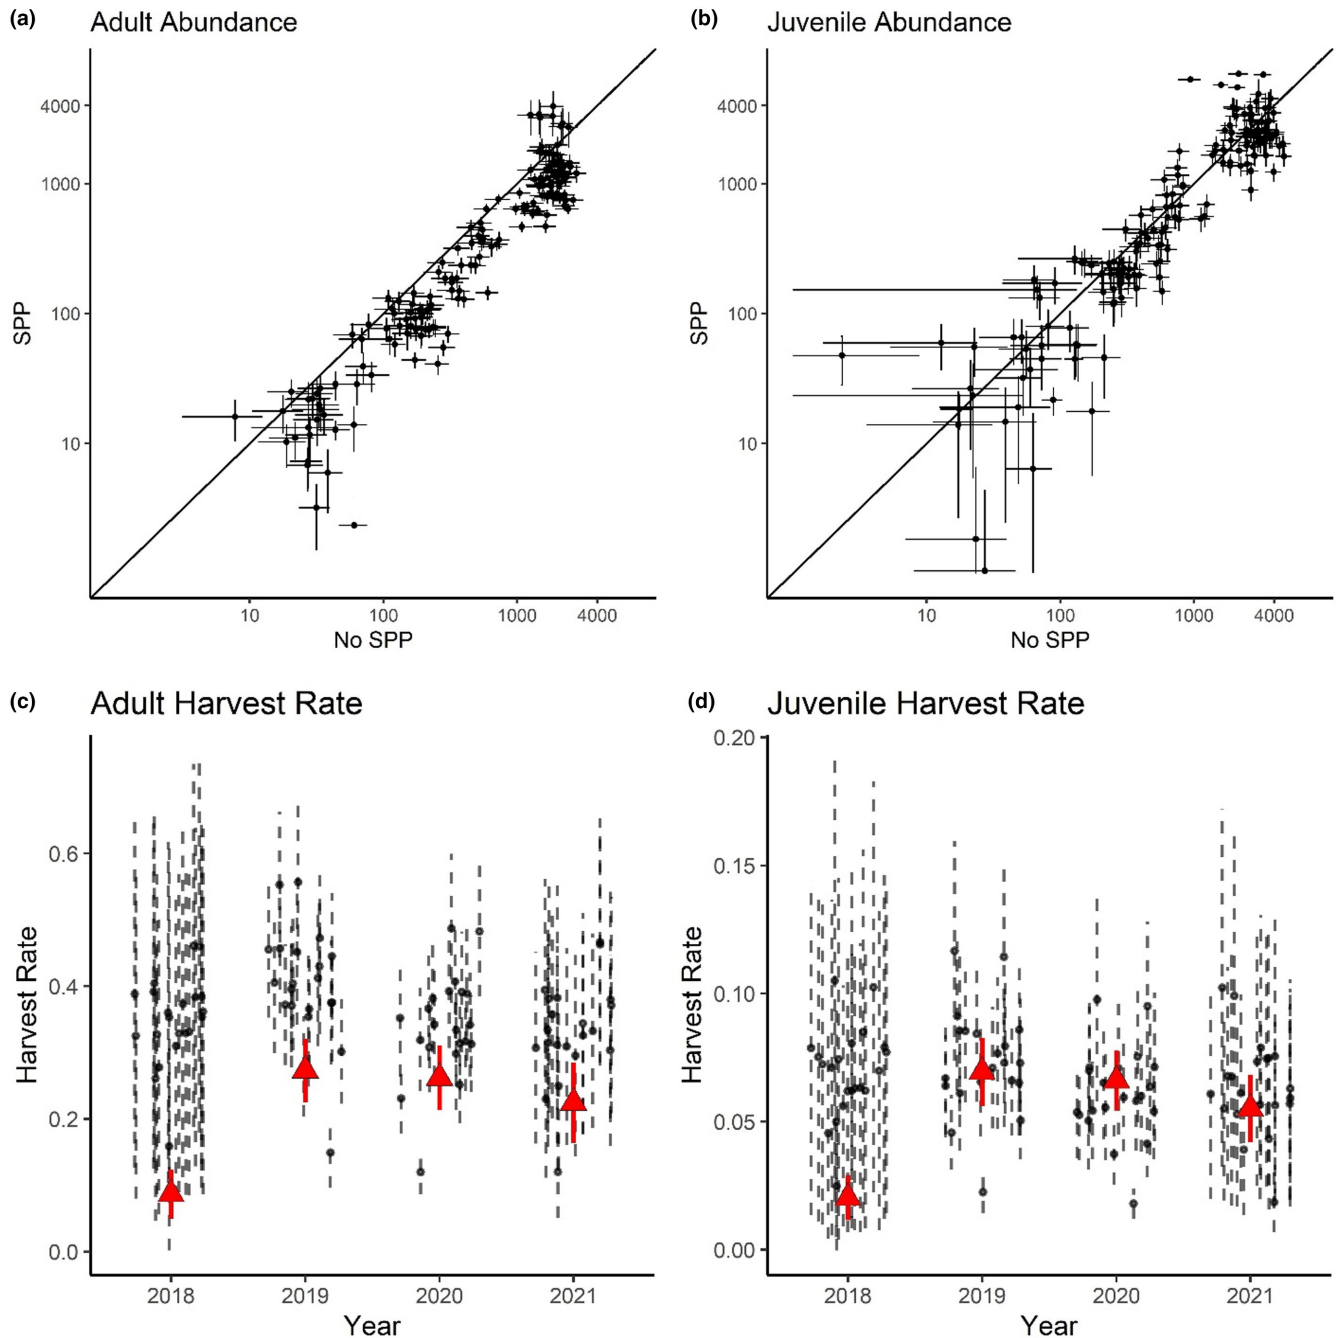 (a) Adult Abundance
4000
1000
100
10
SPP
10 100 1000 4000
No SPP
(b) Juvenile Abundance
4000
1000
100
10
SPP
10 100 1000 4000
No SPP
(c) Adult Harvest Rate
0.6
0.4
0.2
0.0
Harvest Rate
2018 2019 2020 2021
Year
(d) Juvenile Harvest Rate
0.20
0.15
0.10
0.05
0.00
Harvest Rate
2018 2019 2020 2021
Year